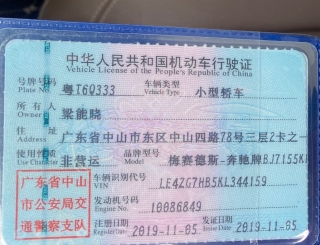 中华人民共和国机动车行驶证
Vehicle License of the People's Republic of China
号牌号码 粤T6Q333 车辆类型 小型轿车
Plate No. Vehicle Type
所有人 梁能晓
Owner
住址 广东省中山市东区中山四路78号三层2卡之一
Address
使用性质 非营运 品牌型号 梅赛德斯-奔驰牌BJ7155K
Use Character
广东省中山
市公安局交
通警察支队
车辆识别代号 LE4ZG7HB5KL344159
VIN
发动机号码 10086849
Engine No.
注册日期 2019-11-05 发证日期 2019-11-05
Register Date